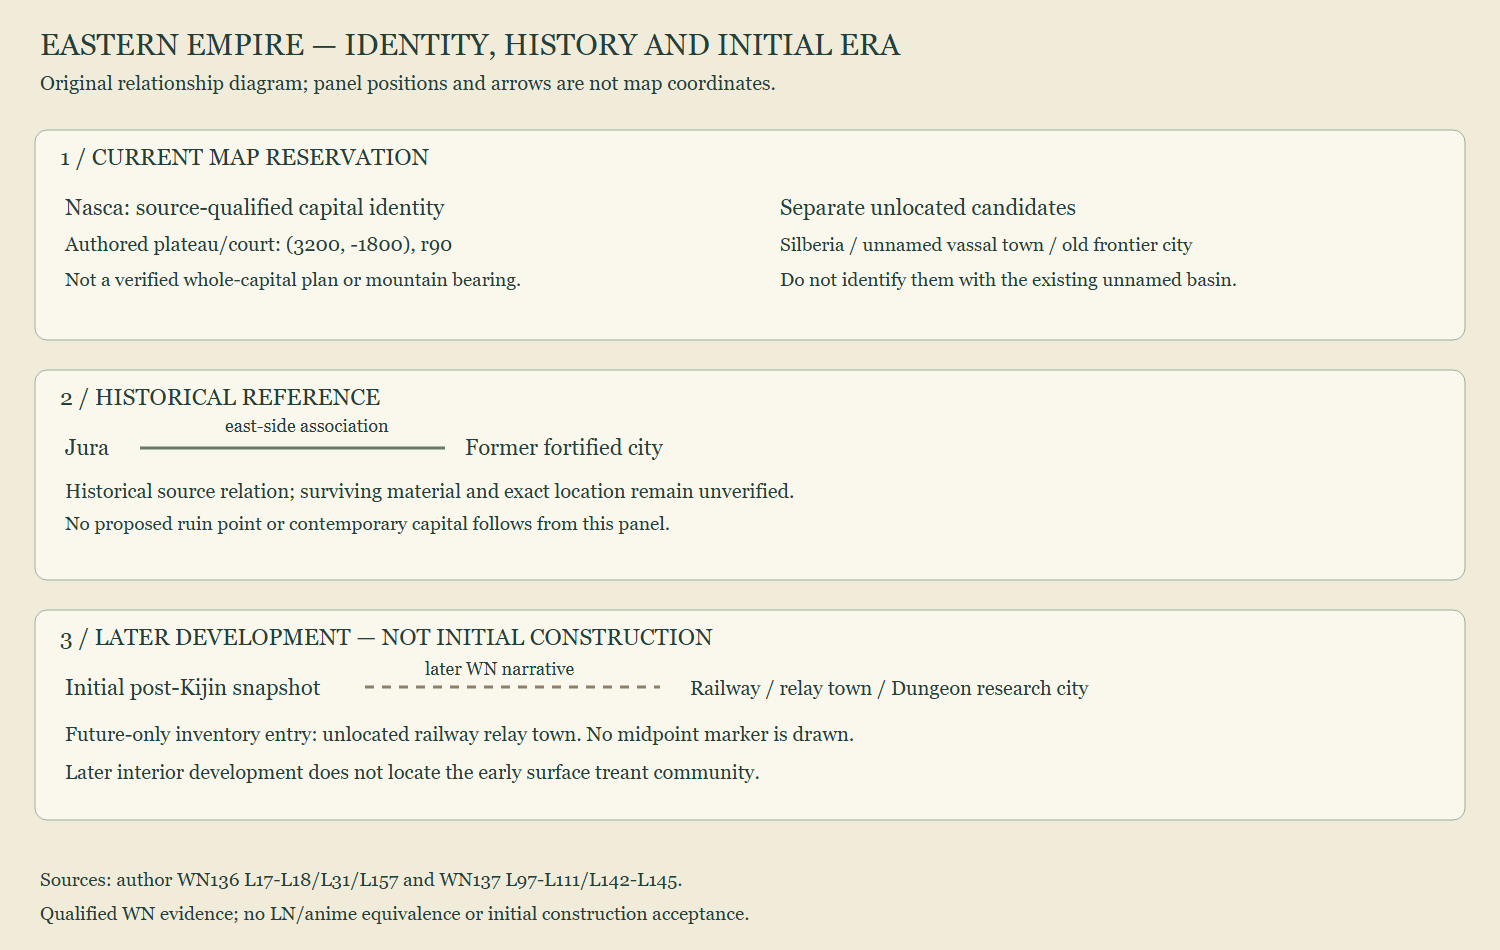 EASTERN EMPIRE — IDENTITY, HISTORY AND INITIAL ERA
Original relationship diagram; panel positions and arrows are not map coordinates.
1 / CURRENT MAP RESERVATION
Nasca: source-qualified capital identity
Authored plateau/court: (3200, -1800), r90
Not a verified whole-capital plan or mountain bearing.
Separate unlocated candidates
Silberia / unnamed vassal town / old frontier city
Do not identify them with the existing unnamed basin.
2 / HISTORICAL REFERENCE
east-side association
Jura
Former fortified city
Historical source relation; surviving material and exact location remain unverified.
No proposed ruin point or contemporary capital follows from this panel.
3 / LATER DEVELOPMENT — NOT INITIAL CONSTRUCTION
later WN narrative
Initial post-Kijin snapshot
Railway / relay town / Dungeon research city
Future-only inventory entry: unlocated railway relay town. No midpoint marker is drawn.
Later interior development does not locate the early surface treant community.
Sources: author WN136 L17-L18/L31/L157 and WN137 L97-L111/L142-L145.
Qualified WN evidence; no LN/anime equivalence or initial construction acceptance.